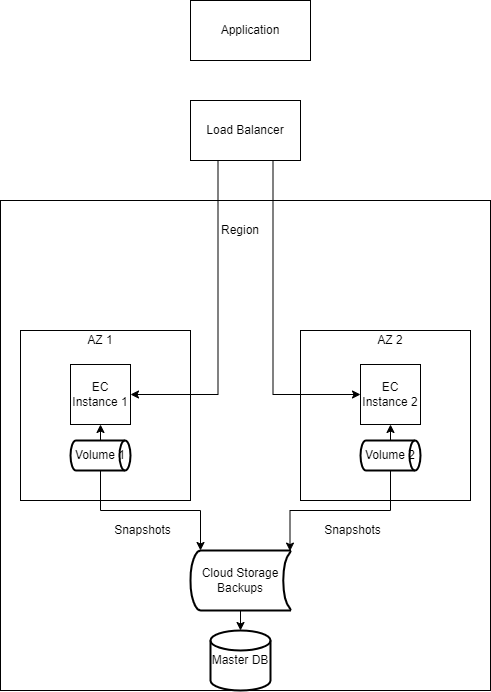 Application
Load Balancer
Region
AZ 1
AZ 2
EC
Instance 1
EC
Instance 2
Volume 1
Volume 2
Snapshots
Snapshots
Cloud Storage
Backups
Master DB